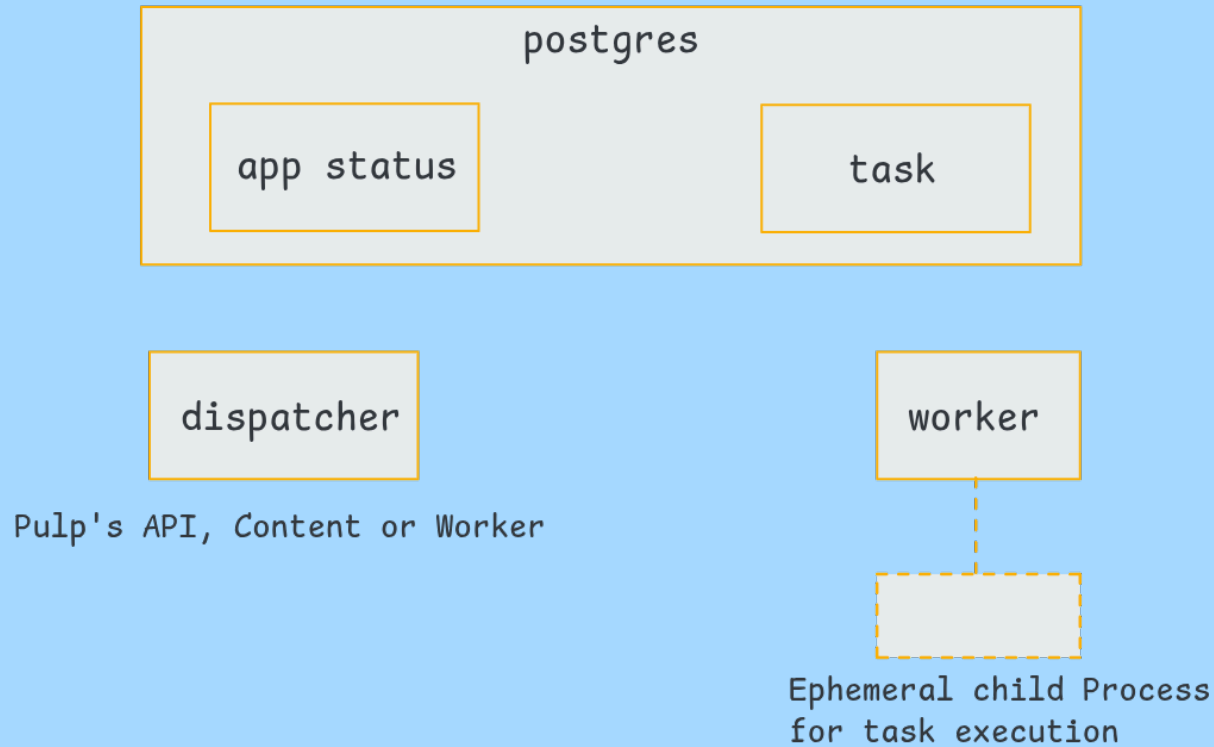 postgres
app status
task
dispatcher
worker
Pulp's API, Content or Worker
Ephemeral child Process
for task execution